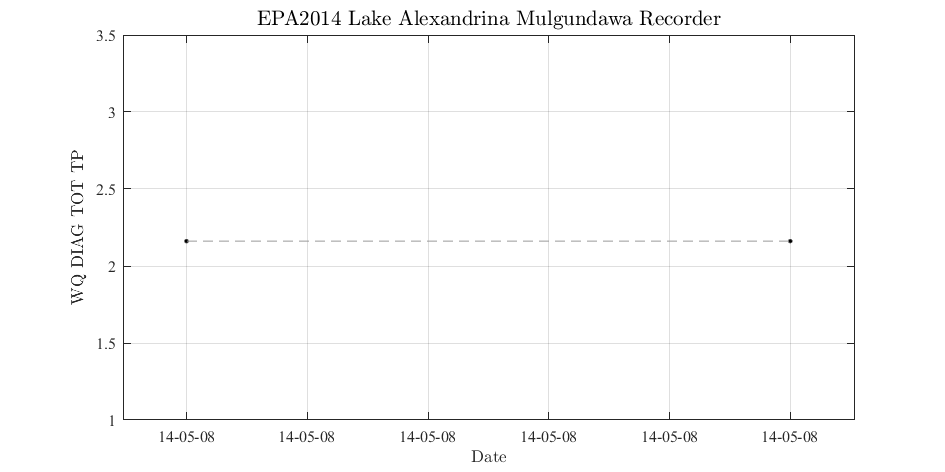 EPA2014 Lake Alexandrina Mulgundawa Recorder
3.5
3
2.5
2
1.5
1
WQ DIAG TOT TP
14-05-08 14-05-08 14-05-08 14-05-08 14-05-08 14-05-08
Date